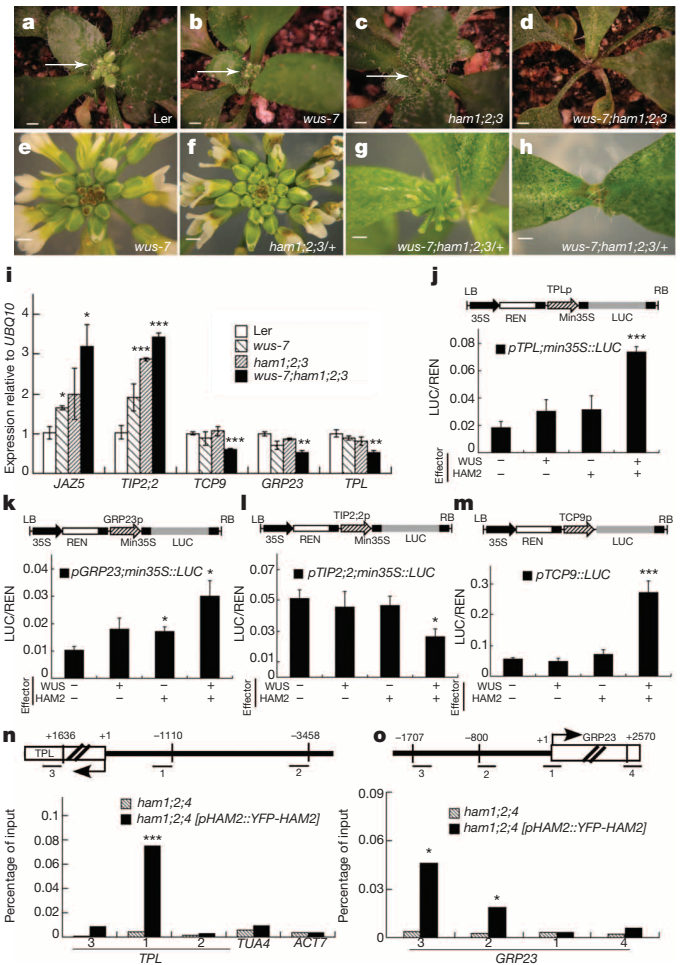 a
b
c
d
Ler
wus-7
ham1;2;3
wus-7;ham1;2;3
e
f
g
h
wus-7
ham1;2;3/+
wus-7;ham1;2;3/+
wus-7;ham1;2;3/+
i
Expression relative to UBQ10
4
3
2
1
0
* * ***
*** ***
*** ** **
Ler
wus-7
ham1;2;3
wus-7;ham1;2;3
JAZ5 TIP2;2 TCP9 GRP23 TPL
j
LB TPLp RB
35S REN Min35S LUC
pTPL;min35S::LUC
***
LUC/REN
0.08
0.06
0.04
0.02
0
Effector
WUS − + − +
HAM2 − − + +
k
LB GRP23p RB
35S REN Min35S LUC
pGRP23;min35S::LUC
* *
LUC/REN
0.04
0.03
0.02
0.01
0
Effector
WUS − + − +
HAM2 − − + +
l
LB TIP2;2p RB
35S REN Min35S LUC
pTIP2;2;min35S::LUC
*
LUC/REN
0.07
0.05
0.03
0.01
0
Effector
WUS − + − +
HAM2 − − + +
m
LB TCP9p RB
35S REN LUC
pTCP9::LUC
***
LUC/REN
0.3
0.2
0.1
0
Effector
WUS − + − +
HAM2 − − + +
n
+1636 +1 −1110 −3458
TPL
3 1 2
ham1;2;4
ham1;2;4 [pHAM2::YFP-HAM2]
***
Percentage of input
0.1
0.08
0.06
0.04
0.02
0
3 1 2 TUA4 ACT7
TPL
o
−1707 −800 +1 GRP23 +2570
3 2 1 4
ham1;2;4
ham1;2;4 [pHAM2::YFP-HAM2]
* *
Percentage of input
0.09
0.06
0.03
0
3 2 1 4
GRP23